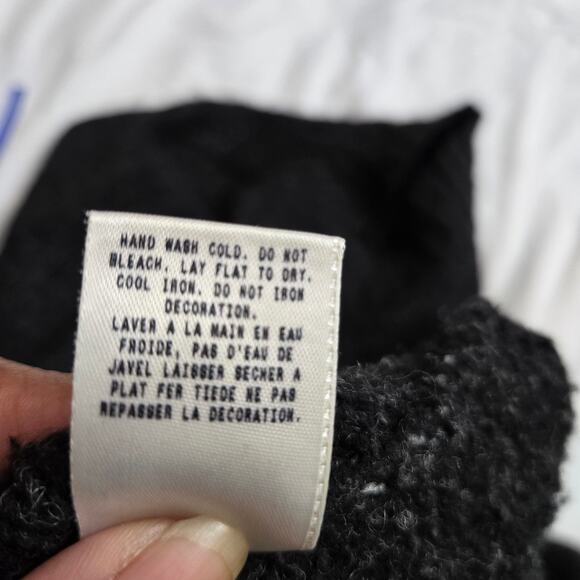 HAND WASH COLD. DO NOT
BLEACH. LAY FLAT TO DRY.
COOL IRON. DO NOT IRON
DECORATION.
LAVER A LA MAIN EN EAU
FROIDE, PAS D'EAU DE
JAVEL LAISSER SECHER A
PLAT FER TIEDE NE PAS
REPASSER LA DECORATION.